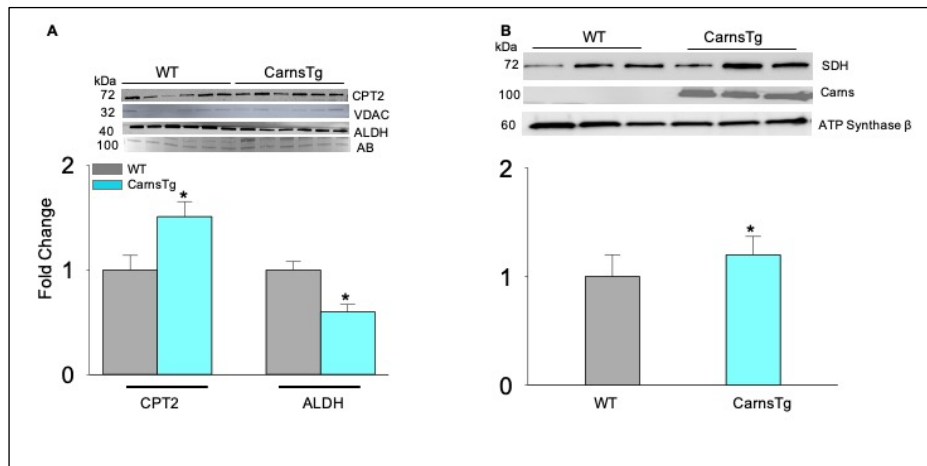 A
WT CarnsTg
kDa
72 CPT2
32 VDAC
40 ALDH
100 AB
2
WT
CarnsTg
*
Fold Change
1
*
0
CPT2 ALDH
B
WT CarnsTg
kDa
72 SDH
100 Carns
60 ATP Synthase β
2
*
1
0
WT CarnsTg